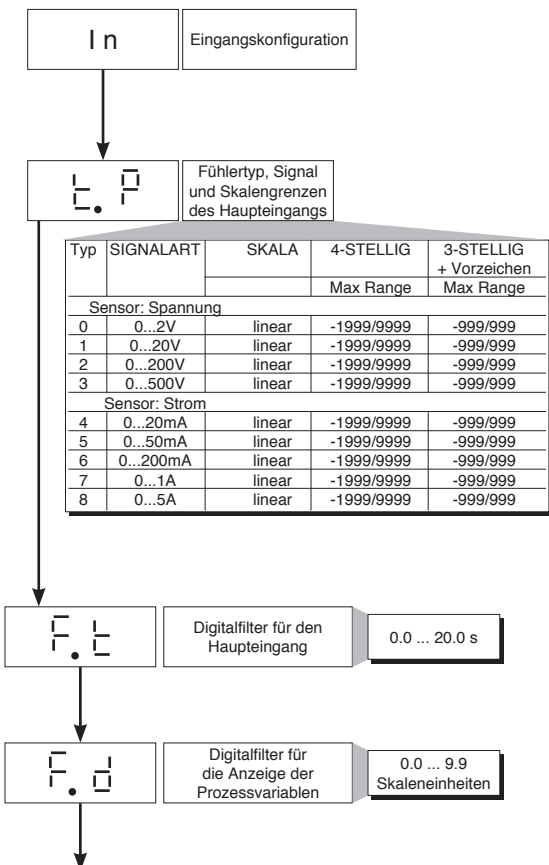 In
Eingangskonfiguration
t.P
Fühlertyp, Signal
und Skalengrenzen
des Haupteingangs
Typ SIGNALART SKALA 4-STELLIG 3-STELLIG
+ Vorzeichen
Max Range Max Range
Sensor: Spannung
0 0...2V linear -1999/9999 -999/999
1 0...20V linear -1999/9999 -999/999
2 0...200V linear -1999/9999 -999/999
3 0...500V linear -1999/9999 -999/999
Sensor: Strom
4 0...20mA linear -1999/9999 -999/999
5 0...50mA linear -1999/9999 -999/999
6 0...200mA linear -1999/9999 -999/999
7 0...1A linear -1999/9999 -999/999
8 0...5A linear -1999/9999 -999/999
F.t
Digitalfilter für den
Haupteingang
0.0 ... 20.0 s
F.d
Digitalfilter für
die Anzeige der
Prozessvariablen
0.0 ... 9.9
Skaleneinheiten